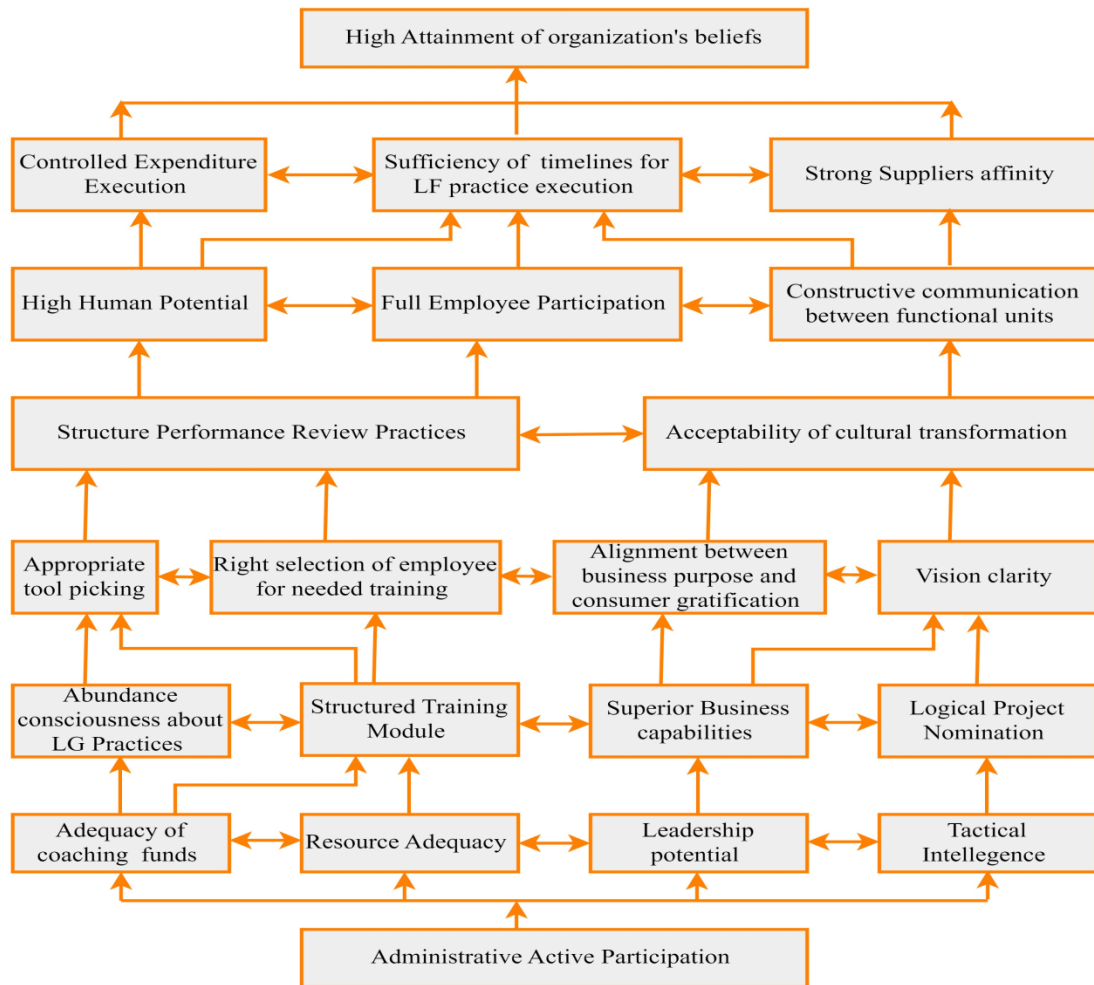 High Attainment of organization's beliefs
Controlled Expenditure
Execution
Sufficiency of timelines for
LF practice execution
Strong Suppliers affinity
High Human Potential
Full Employee Participation
Constructive communication
between functional units
Structure Performance Review Practices
Acceptability of cultural transformation
Appropriate
tool picking
Right selection of employee
for needed training
Alignment between
business purpose and
consumer gratification
Vision clarity
Abundance
consciousness about
LG Practices
Structured Training
Module
Superior Business
capabilities
Logical Project
Nomination
Adequacy of
coaching funds
Resource Adequacy
Leadership
potential
Tactical
Intellegence
Administrative Active Participation